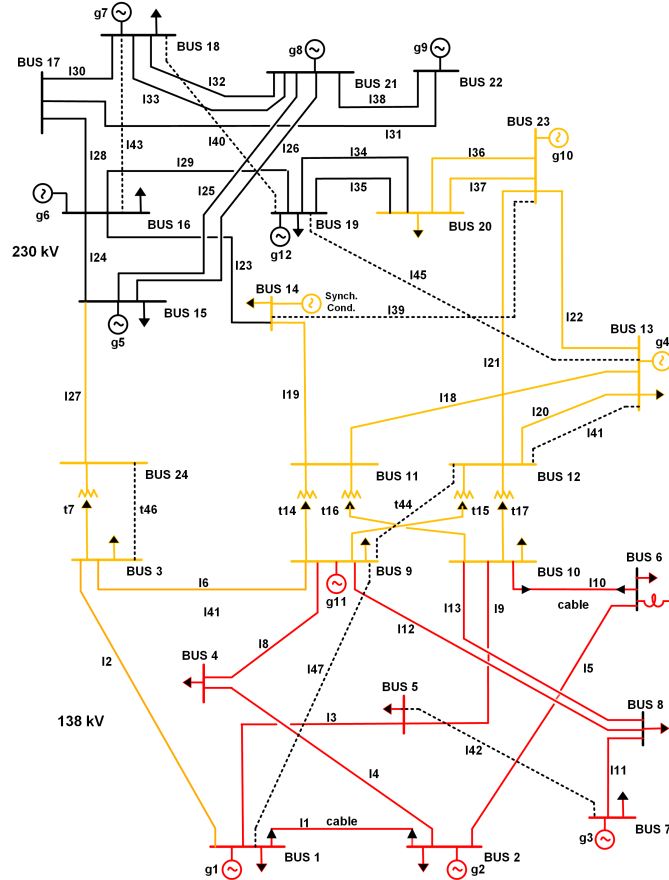 g7
BUS 18
g8
g9
BUS 17
l30
l32
BUS 21
BUS 22
l33
l38
l31
BUS 23
l43
l40
l26
l34
l36
g10
l28
l29
l25
l35
l37
g6
BUS 16
BUS 19
BUS 20
g12
230 kV
l24
l23
l45
BUS 14
Synch.
Cond.
BUS 15
l39
l22
BUS 13
g5
g4
l21
l27
l19
l18
l20
l41
BUS 24
BUS 11
BUS 12
t7
t46
t14
t16
t44
t15
t17
BUS 3
BUS 9
BUS 10
BUS 6
l6
g11
l10
l41
l13
l9
cable
l12
l8
l2
BUS 4
l47
BUS 5
l5
BUS 8
138 kV
l3
l42
l4
l11
l1
cable
BUS 7
g3
BUS 1
BUS 2
g1
g2